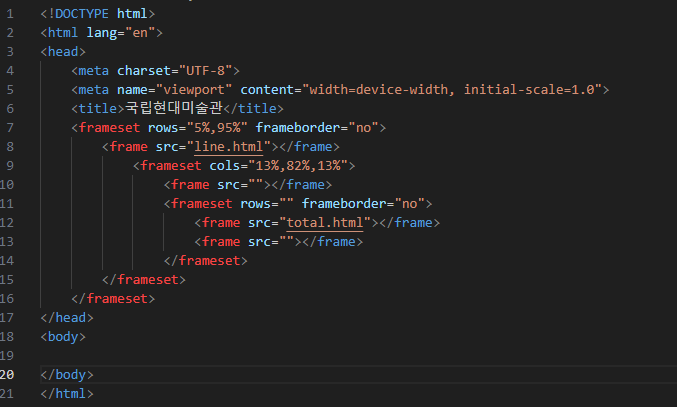 1 <!DOCTYPE html>
2 <html lang="en">
3 <head>
4 <meta charset="UTF-8">
5 <meta name="viewport" content="width=device-width, initial-scale=1.0">
6 <title>국립현대미술관</title>
7 <frameset rows="5%,95%" frameborder="no">
8 <frame src="line.html"></frame>
9 <frameset cols="13%,82%,13%">
10 <frame src=""></frame>
11 <frameset rows="" frameborder="no">
12 <frame src="total.html"></frame>
13 <frame src=""></frame>
14 </frameset>
15 </frameset>
16 </frameset>
17 </head>
18 <body>
19
20 </body>
21 </html>